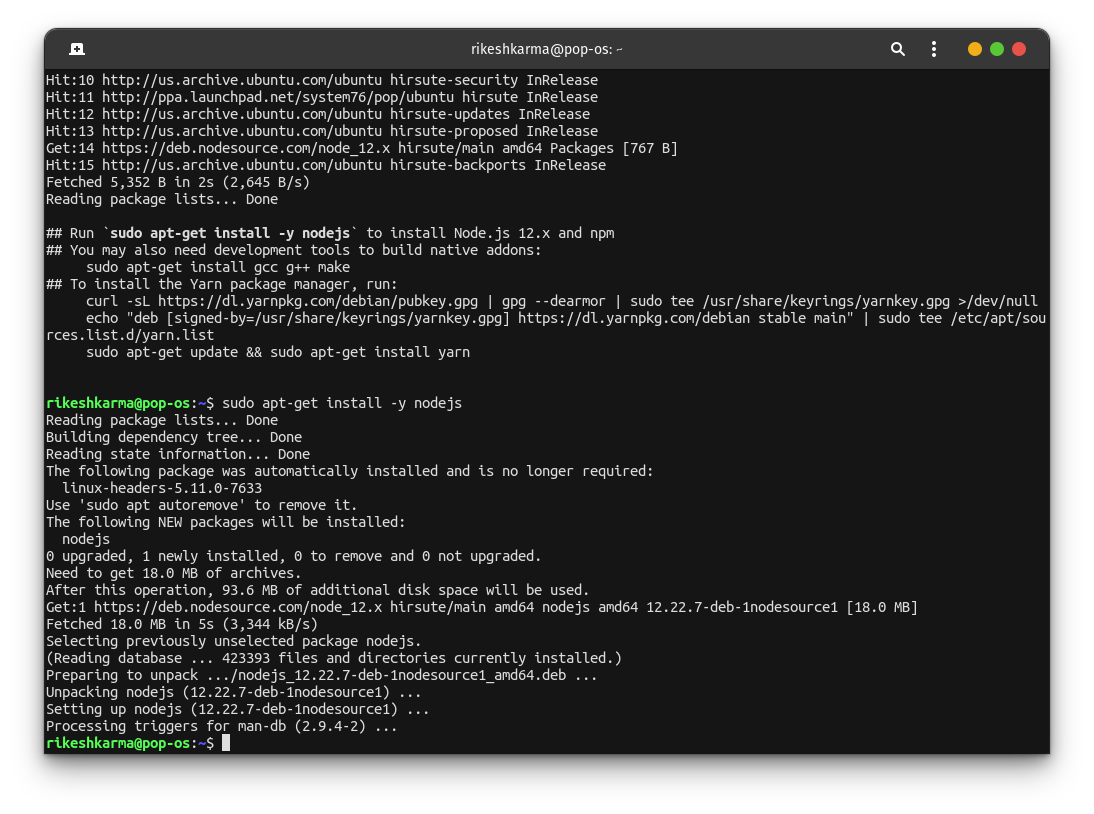 rikeshkarma@pop-os: ~
Hit:10 http://us.archive.ubuntu.com/ubuntu hirsute-security InRelease
Hit:11 http://ppa.launchpad.net/system76/pop/ubuntu hirsute InRelease
Hit:12 http://us.archive.ubuntu.com/ubuntu hirsute-updates InRelease
Hit:13 http://us.archive.ubuntu.com/ubuntu hirsute-proposed InRelease
Get:14 https://deb.nodesource.com/node_12.x hirsute/main amd64 Packages [767 B]
Hit:15 http://us.archive.ubuntu.com/ubuntu hirsute-backports InRelease
Fetched 5,352 B in 2s (2,645 B/s)
Reading package lists... Done
## Run `sudo apt-get install -y nodejs` to install Node.js 12.x and npm
## You may also need development tools to build native addons:
     sudo apt-get install gcc g++ make
## To install the Yarn package manager, run:
     curl -sL https://dl.yarnpkg.com/debian/pubkey.gpg | gpg --dearmor | sudo tee /usr/share/keyrings/yarnkey.gpg >/dev/null
     echo "deb [signed-by=/usr/share/keyrings/yarnkey.gpg] https://dl.yarnpkg.com/debian stable main" | sudo tee /etc/apt/sou
rces.list.d/yarn.list
     sudo apt-get update && sudo apt-get install yarn
rikeshkarma@pop-os:~$ sudo apt-get install -y nodejs
Reading package lists... Done
Building dependency tree... Done
Reading state information... Done
The following package was automatically installed and is no longer required:
  linux-headers-5.11.0-7633
Use 'sudo apt autoremove' to remove it.
The following NEW packages will be installed:
  nodejs
0 upgraded, 1 newly installed, 0 to remove and 0 not upgraded.
Need to get 18.0 MB of archives.
After this operation, 93.6 MB of additional disk space will be used.
Get:1 https://deb.nodesource.com/node_12.x hirsute/main amd64 nodejs amd64 12.22.7-deb-1nodesource1 [18.0 MB]
Fetched 18.0 MB in 5s (3,344 kB/s)
Selecting previously unselected package nodejs.
(Reading database ... 423393 files and directories currently installed.)
Preparing to unpack .../nodejs_12.22.7-deb-1nodesource1_amd64.deb ...
Unpacking nodejs (12.22.7-deb-1nodesource1) ...
Setting up nodejs (12.22.7-deb-1nodesource1) ...
Processing triggers for man-db (2.9.4-2) ...
rikeshkarma@pop-os:~$